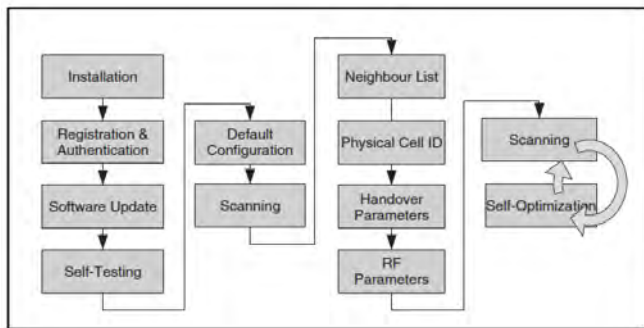 Installation
Registration &
Authentication
Software Update
Self-Testing
Default
Configuration
Scanning
Neighbour List
Physical Cell ID
Handover
Parameters
RF
Parameters
Scanning
Self-Optimization